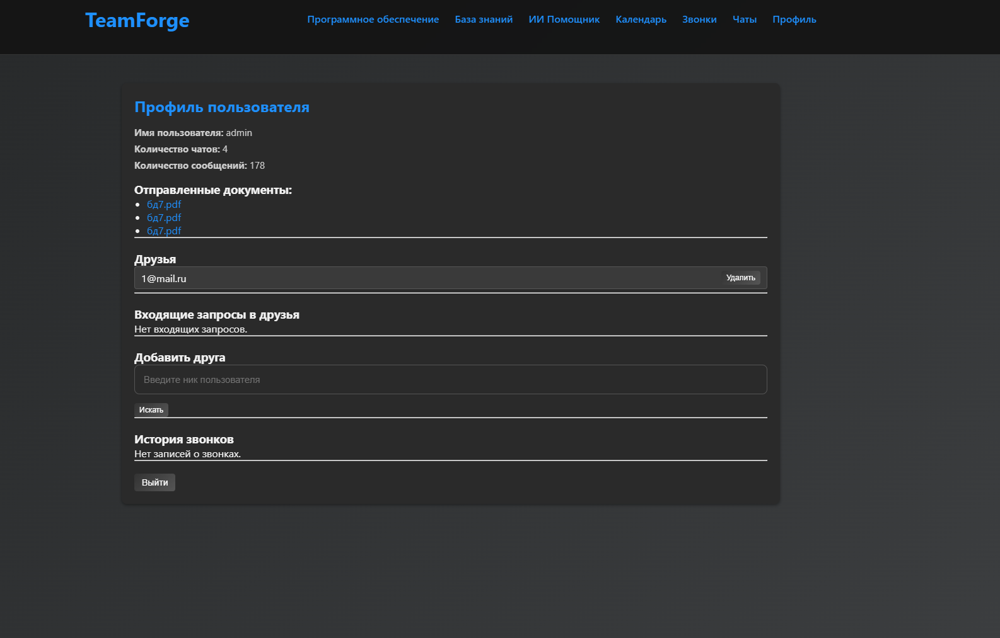 TeamForge
Программное обеспечение База знаний ИИ Помощник Календарь Звонки Чаты Профиль
Профиль пользователя
Имя пользователя: admin
Количество чатов: 4
Количество сообщений: 178
Отправленные документы:
бд7.pdf
бд7.pdf
бд7.pdf
Друзья
1@mail.ru Удалить
Входящие запросы в друзья
Нет входящих запросов.
Добавить друга
Введите ник пользователя
Искать
История звонков
Нет записей о звонках.
Выйти